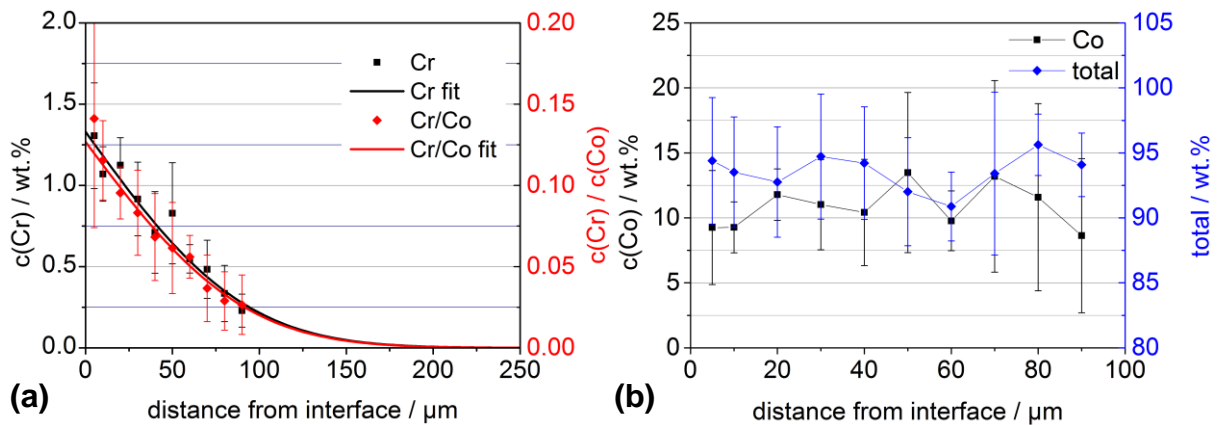 2.0
1.5
1.0
0.5
0.0
c(Cr) / wt.%
Cr
Cr fit
Cr/Co
Cr/Co fit
0.20
0.15
0.10
0.05
0.00
c(Cr) / c(Co)
0 50 100 150 200 250
distance from interface / µm
(a)
25
20
15
10
5
0
c(Co) / wt.%
Co
total
105
100
95
90
85
80
total / wt.%
0 20 40 60 80 100
distance from interface / µm
(b)